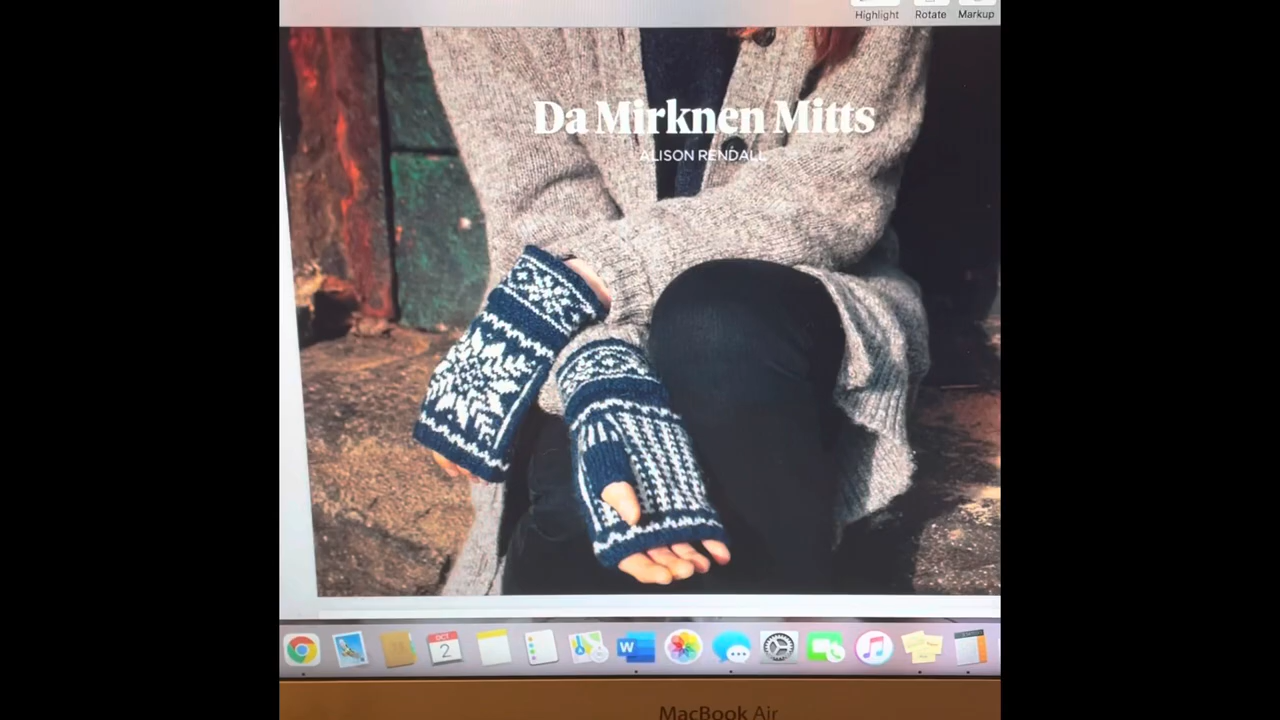 Highlight Rotate Markup
Da Mirknen Mitts
ALISON RENDALL
OCT
2
W
MacBook Air